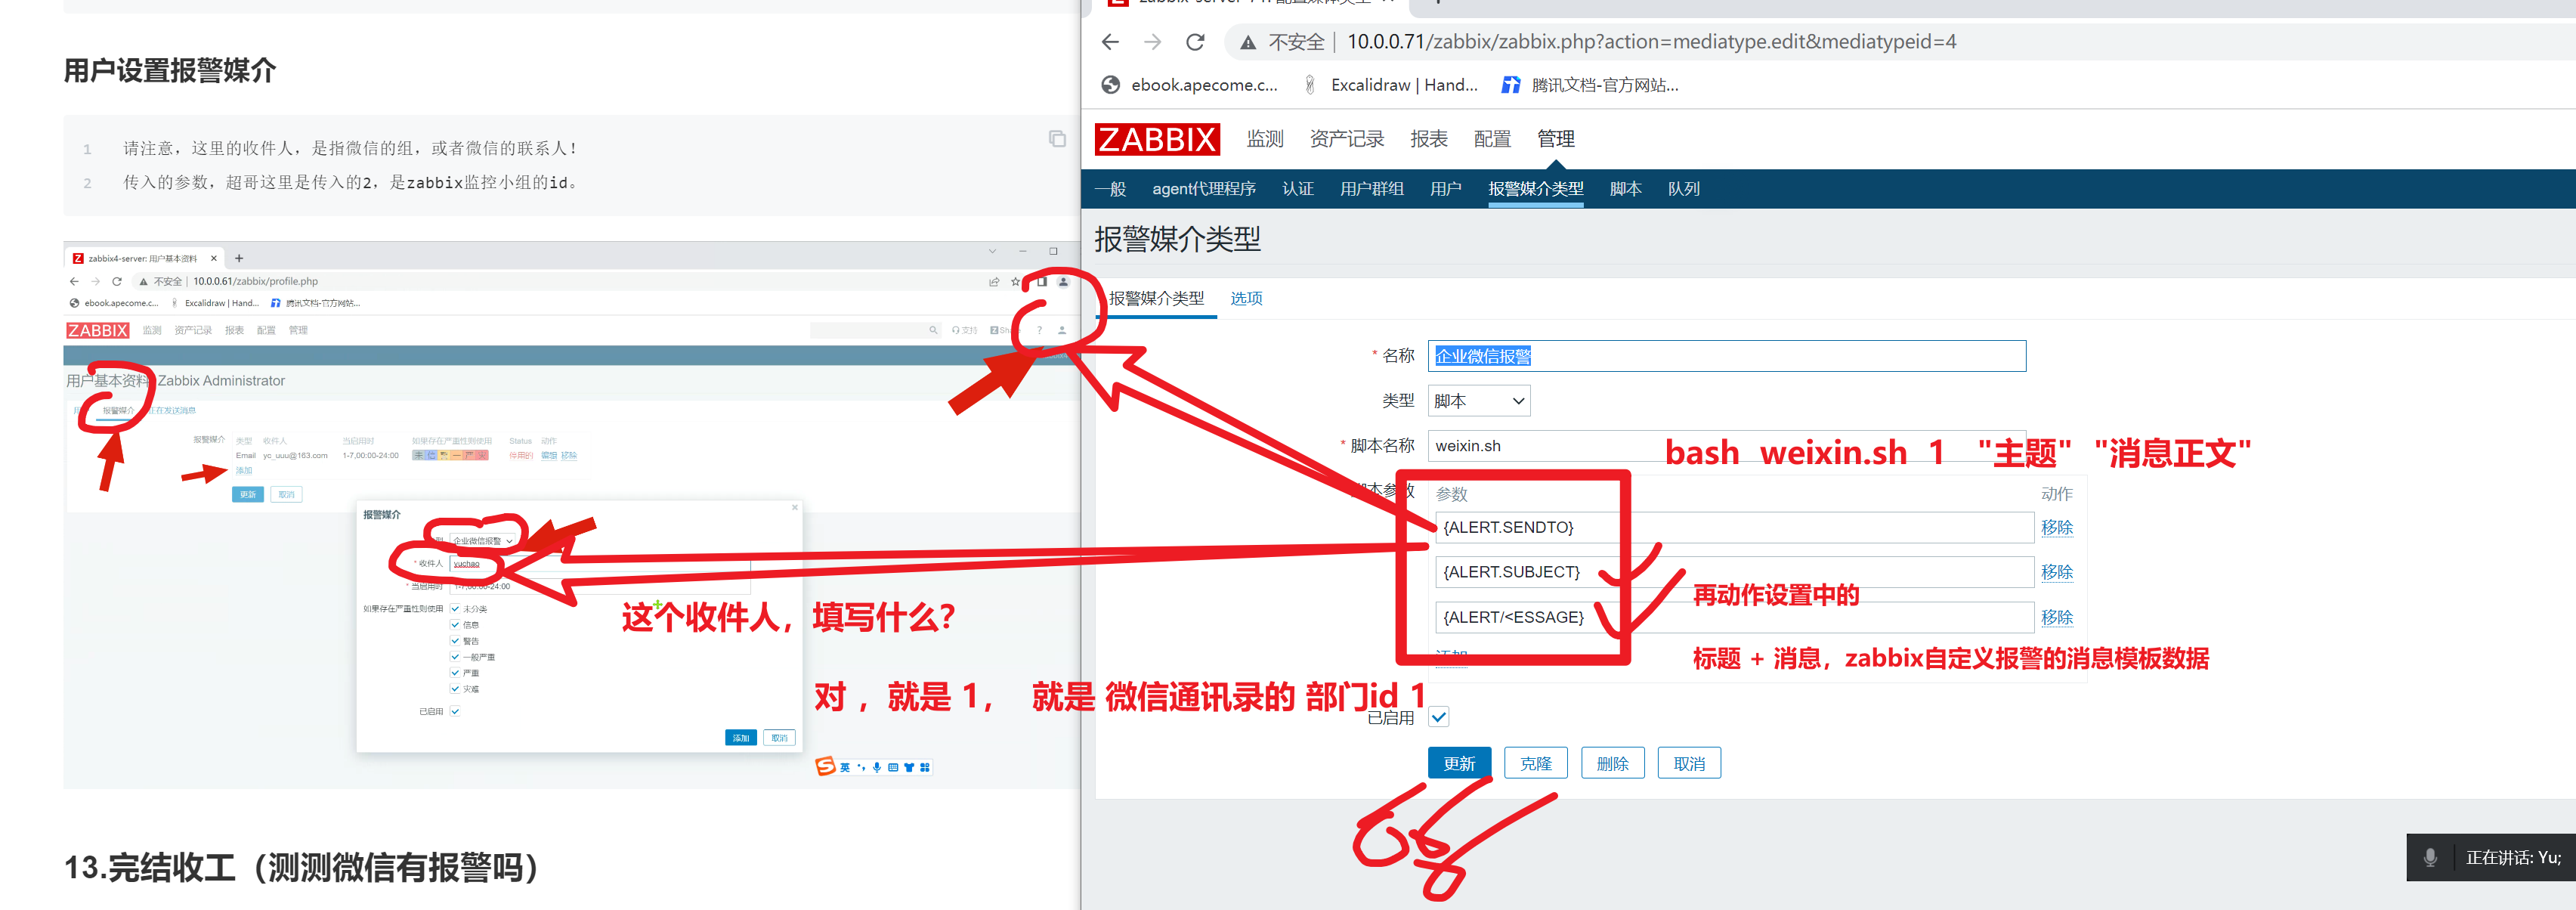 用户设置报警媒介
1 请注意，这里的收件人，是指微信的组，或者微信的联系人！
2 传入的参数，超哥这里是传入的2，是zabbix监控小组的id。
zabbix4-server: 用户基本资料
不安全 | 10.0.0.61/zabbix/profile.php
ebook.apecome.c... Excalidraw | Hand... 腾讯文档-官方网站...
ZABBIX 监测 资产记录 报表 配置 管理 支持 ?
用户基本资料 Zabbix Administrator
报警媒介 正在发送消息
报警媒介 类型 收件人 当启用时 如果存在严重性则使用 Status 动作
Email yc_uuu@163.com 1-7,00:00-24:00 未 信 警 一 严 灾 停用的 编辑 移除
添加
更新 取消
报警媒介
型 企业微信报警
* 收件人 yuchao
* 当启用时 1-7,00:00-24:00
如果存在严重性则使用 未分类
信息
警告
一般严重
严重
灾难
已启用
添加 取消
英
这个收件人，填写什么？
对，就是 1， 就是 微信通讯录的 部门id 1
13.完结收工（测测微信有报警吗）
不安全 | 10.0.0.71/zabbix/zabbix.php?action=mediatype.edit&mediatypeid=4
ebook.apecome.c... Excalidraw | Hand... 腾讯文档-官方网站...
ZABBIX 监测 资产记录 报表 配置 管理
一般 agent代理程序 认证 用户群组 用户 报警媒介类型 脚本 队列
报警媒介类型
报警媒介类型 选项
* 名称 企业微信报警
类型 脚本
* 脚本名称 weixin.sh
bash weixin.sh 1 "主题" "消息正文"
脚本参数 参数 动作
{ALERT.SENDTO} 移除
{ALERT.SUBJECT} 移除
再动作设置中的
{ALERT/<ESSAGE} 移除
添加
标题 + 消息，zabbix自定义报警的消息模板数据
已启用
更新 克隆 删除 取消
正在讲话: Yu;